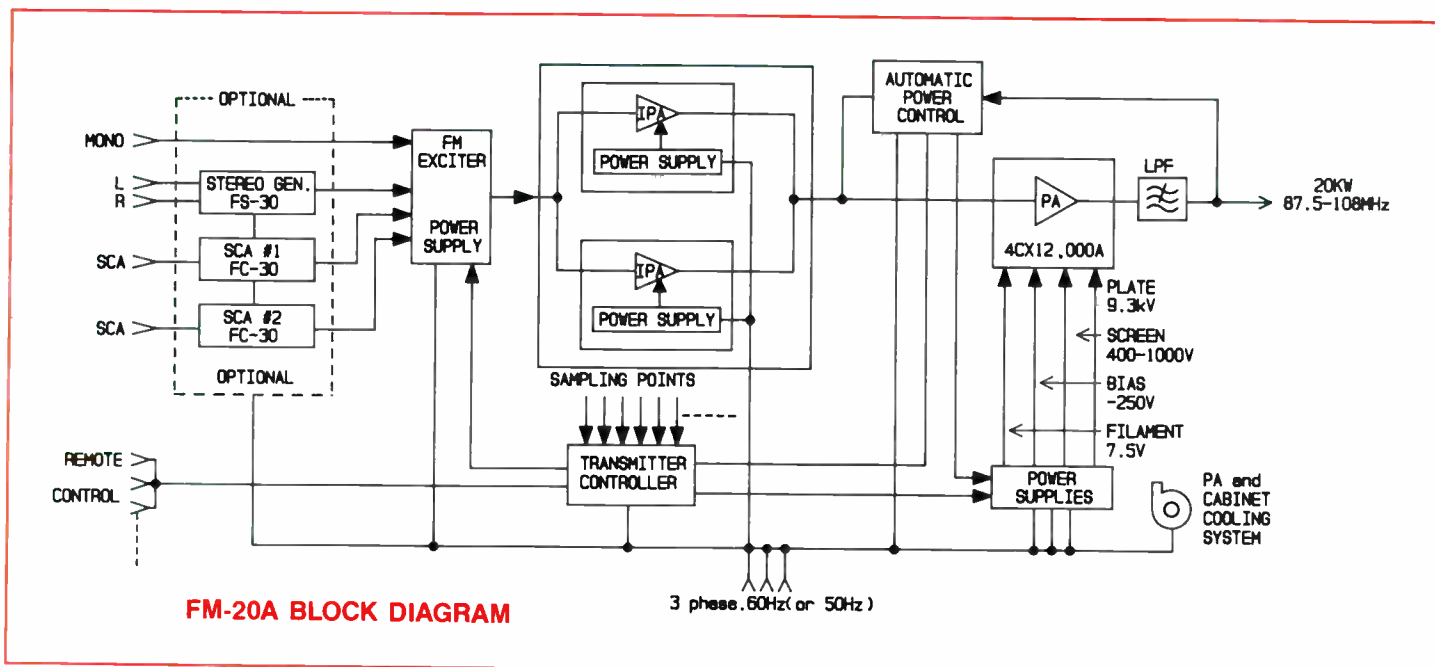 OPTIONAL
MONO
L
R
STEREO GEN.
FS-30
SCA
SCA #1
FC-30
SCA
SCA #2
FC-30
OPTIONAL
FM
EXCITER
POWER
SUPPLY
IPA
POWER SUPPLY
IPA
POWER SUPPLY
AUTOMATIC
POWER
CONTROL
PA
4CX12,000A
LPF
20KW
87.5-108MHz
PLATE
9.3kV
SCREEN
400-1000V
BIAS
-250V
FILAMENT
7.5V
SAMPLING POINTS
REMOTE
CONTROL
TRANSMITTER
CONTROLLER
POWER
SUPPLIES
PA and
CABINET
COOLING
SYSTEM
3 phase,60Hz(or 50Hz)
FM-20A BLOCK DIAGRAM